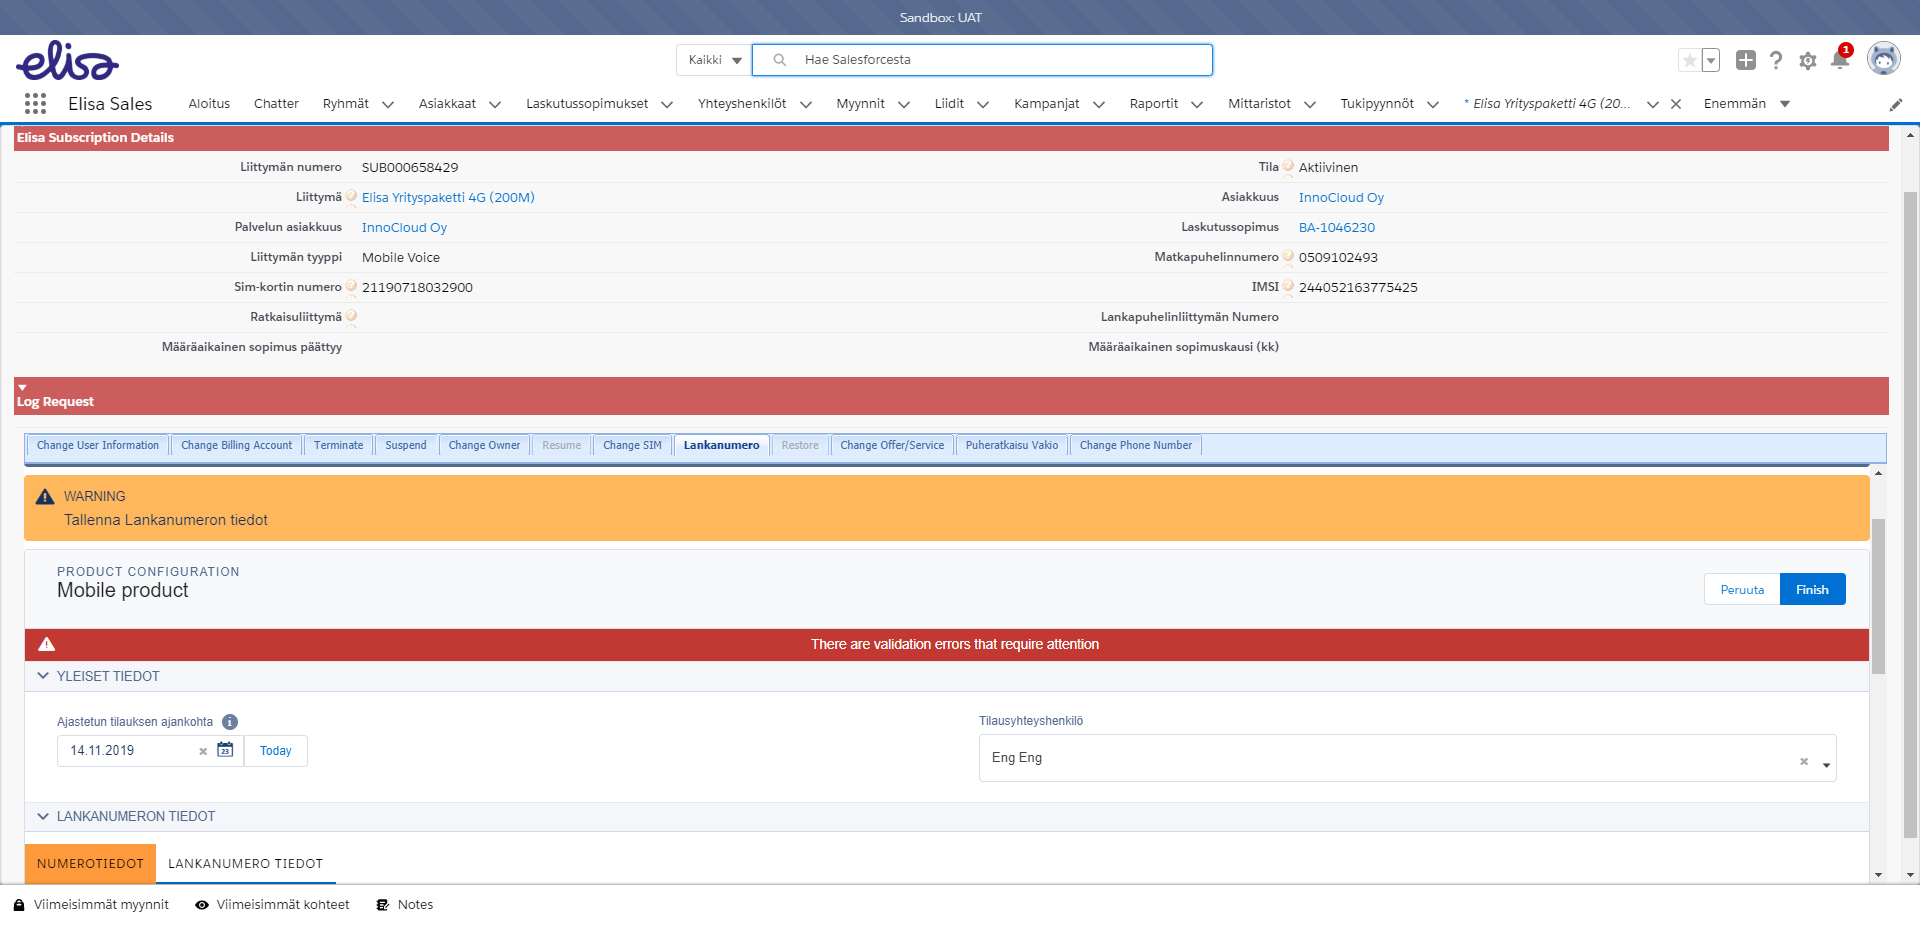 Sandbox: UAT
elisa
Kaikki
Hae Salesforcesta
1
Elisa Sales
Aloitus
Chatter
Ryhmät
Asiakkaat
Laskutussopimukset
Yhteyshenkilöt
Myynnit
Liidit
Kampanjat
Raportit
Mittaristot
Tukipyynnöt
* Elisa Yrityspaketti 4G (20...
Enemmän
Elisa Subscription Details
Liittymän numero SUB000658429
Tila Aktiivinen
Liittymä Elisa Yrityspaketti 4G (200M)
Asiakkuus InnoCloud Oy
Palvelun asiakkuus InnoCloud Oy
Laskutussopimus BA-1046230
Liittymän tyyppi Mobile Voice
Matkapuhelinnumero 0509102493
Sim-kortin numero 21190718032900
IMSI 244052163775425
Ratkaisuliittymä
Lankapuhelinliittymän Numero
Määräaikainen sopimus päättyy
Määräaikainen sopimuskausi (kk)
Log Request
Change User Information
Change Billing Account
Terminate
Suspend
Change Owner
Resume
Change SIM
Lankanumero
Restore
Change Offer/Service
Puheratkaisu Vakio
Change Phone Number
WARNING
Tallenna Lankanumeron tiedot
PRODUCT CONFIGURATION
Mobile product
Peruuta
Finish
There are validation errors that require attention
YLEISET TIEDOT
Ajastetun tilauksen ajankohta
Tilausyhteyshenkilö
14.11.2019
23
Today
Eng Eng
LANKANUMERON TIEDOT
NUMEROTIEDOT
LANKANUMERO TIEDOT
Viimeisimmät myynnit
Viimeisimmät kohteet
Notes